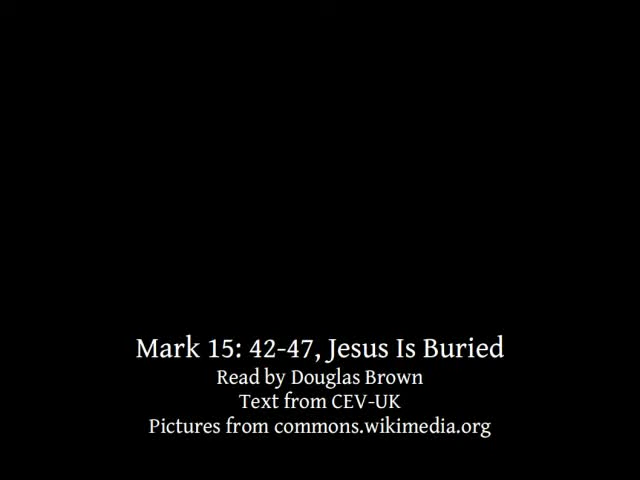 Mark 15: 42-47, Jesus Is Buried
Read by Douglas Brown
Text from CEV-UK
Pictures from commons.wikimedia.org